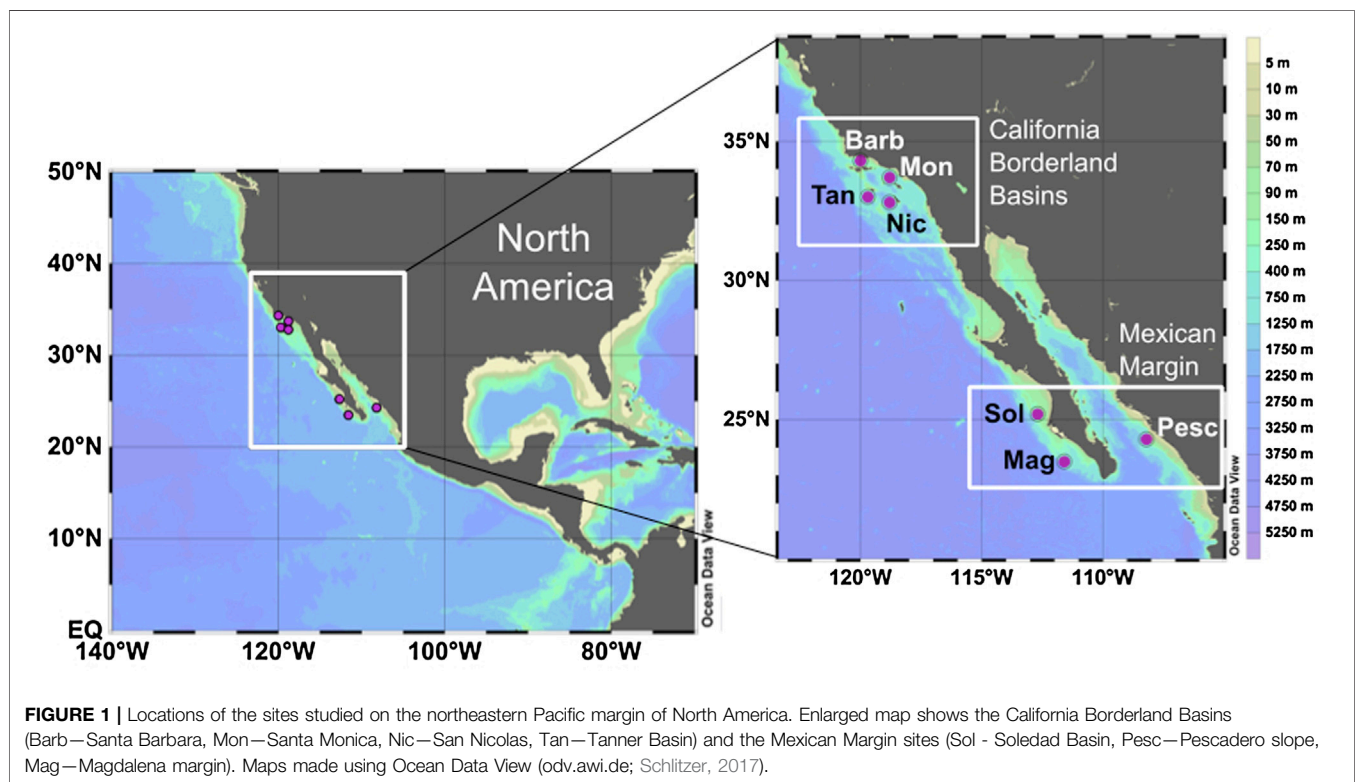 50°N
40°N
30°N
20°N
10°N
EQ
140°W
120°W
100°W
80°W
North
America
Ocean Data View
35°N
30°N
25°N
120°W
115°W
110°W
Barb
Mon
Tan
Nic
California
Borderland
Basins
Mexican
Margin
Sol
Pesc
Mag
Ocean Data View
5 m
10 m
30 m
50 m
70 m
90 m
150 m
250 m
400 m
750 m
1250 m
1750 m
2250 m
2750 m
3250 m
3750 m
4250 m
4750 m
5250 m
FIGURE 1 | Locations of the sites studied on the northeastern Pacific margin of North America. Enlarged map shows the California Borderland Basins
(Barb—Santa Barbara, Mon—Santa Monica, Nic—San Nicolas, Tan—Tanner Basin) and the Mexican Margin sites (Sol - Soledad Basin, Pesc—Pescadero slope,
Mag—Magdalena margin). Maps made using Ocean Data View (odv.awi.de; Schlitzer, 2017).